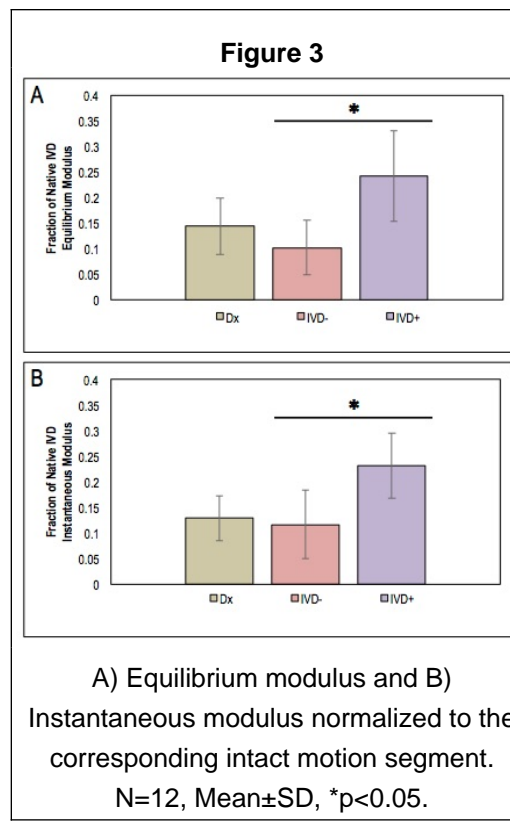 Figure 3
A
*
Fraction of Native IVD
Equilibrium Modulus
0.4
0.35
0.3
0.25
0.2
0.15
0.1
0.05
0
Dx IVD- IVD+
B
*
Fraction of Native IVD
Instantaneous Modulus
0.4
0.35
0.3
0.25
0.2
0.15
0.1
0.05
0
Dx IVD- IVD+
A) Equilibrium modulus and B)
Instantaneous modulus normalized to the
corresponding intact motion segment.
N=12, Mean±SD, *p<0.05.